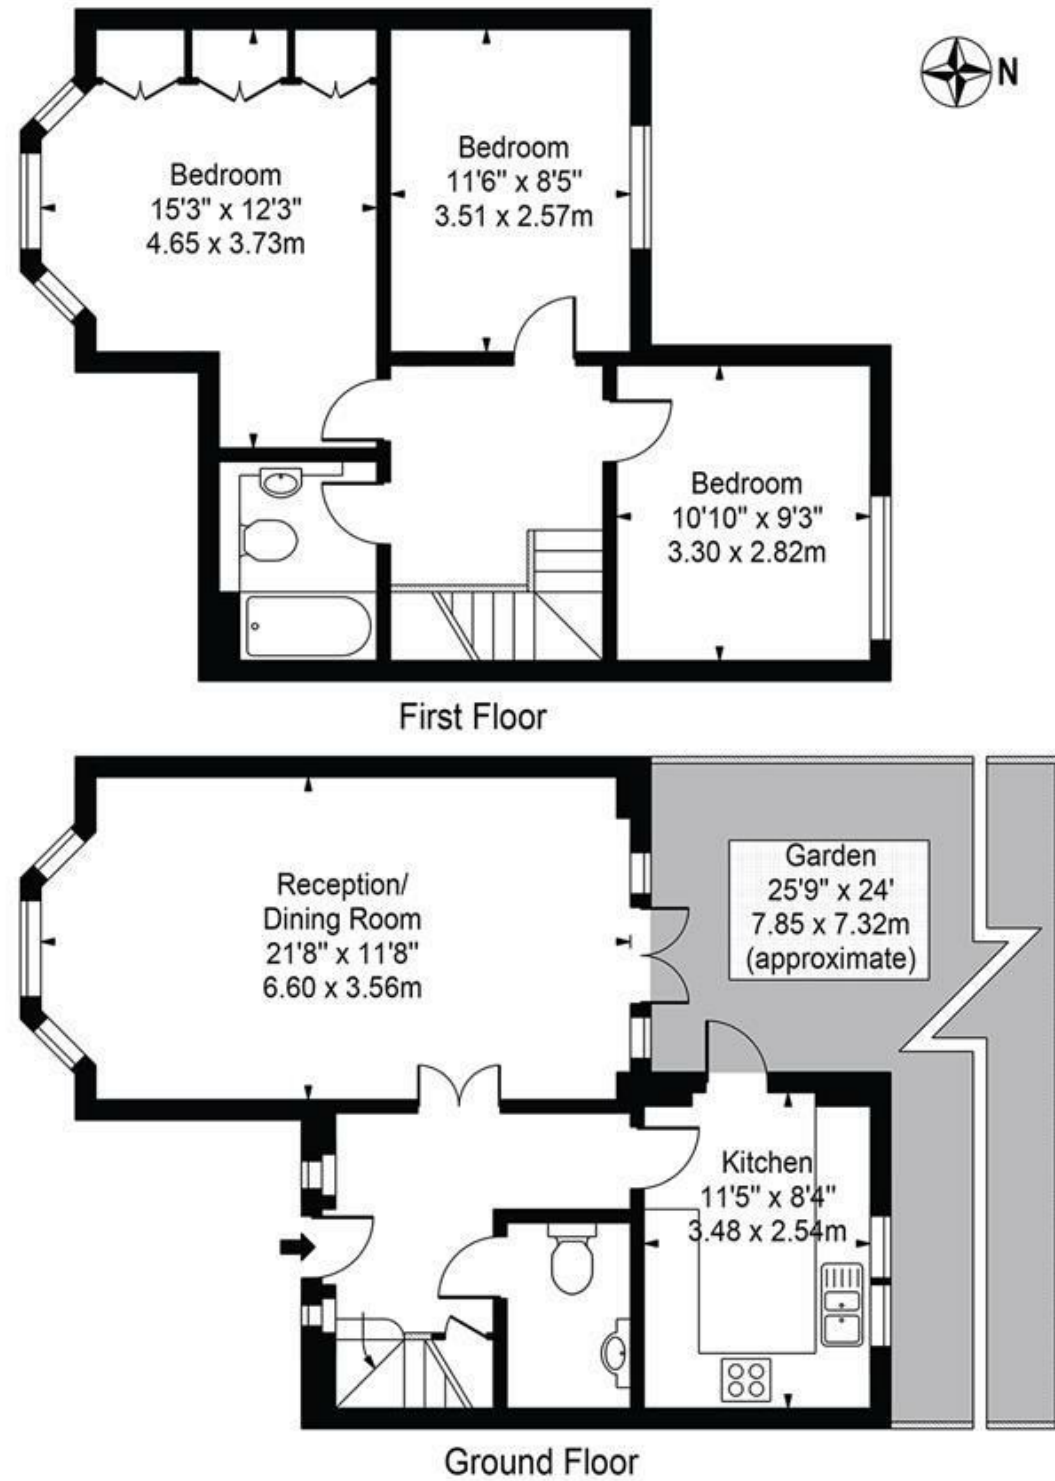 N
Bedroom
15'3" x 12'3"
4.65 x 3.73m
Bedroom
11'6" x 8'5"
3.51 x 2.57m
Bedroom
10'10" x 9'3"
3.30 x 2.82m
First Floor
Reception/
Dining Room
21'8" x 11'8"
6.60 x 3.56m
Garden
25'9" x 24'
7.85 x 7.32m
(approximate)
Kitchen
11'5" x 8'4"
3.48 x 2.54m
Ground Floor